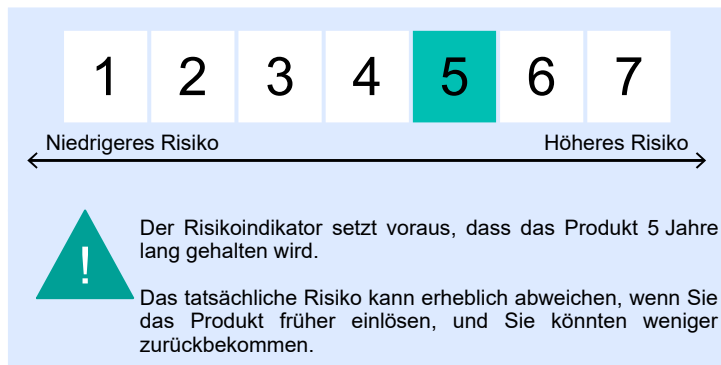 1 2 3 4 5 6 7
Niedrigeres Risiko Höheres Risiko
!
Der Risikoindikator setzt voraus, dass das Produkt 5 Jahre
lang gehalten wird.
Das tatsächliche Risiko kann erheblich abweichen, wenn Sie
das Produkt früher einlösen, und Sie könnten weniger
zurückbekommen.